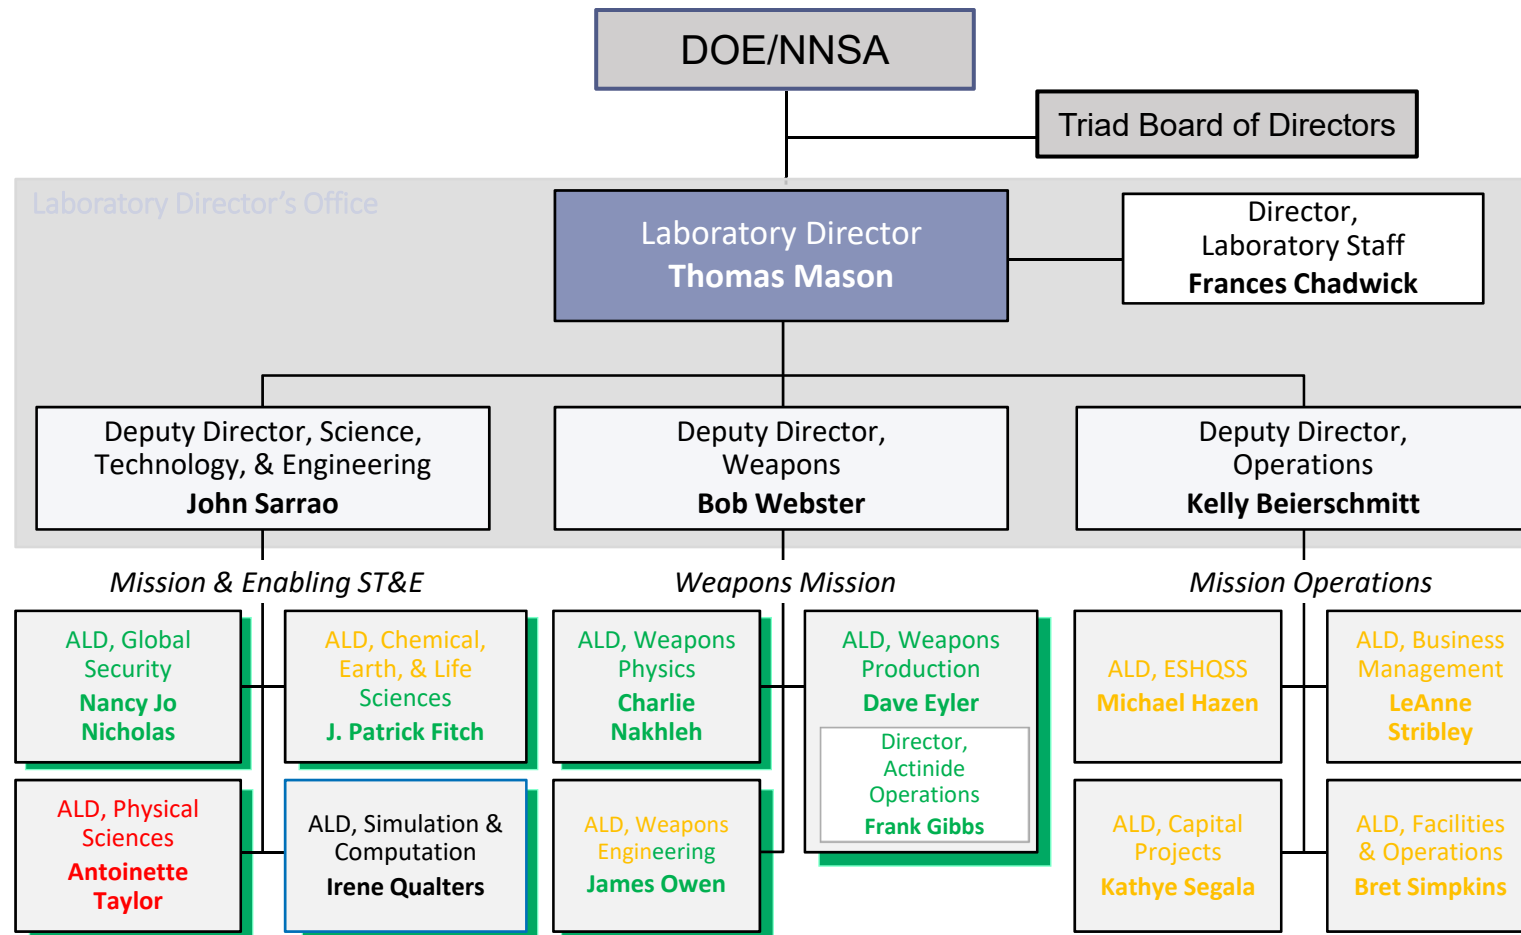 DOE/NNSA
Triad Board of Directors
Laboratory Director's Office
Laboratory Director
Thomas Mason
Director,
Laboratory Staff
Frances Chadwick
Deputy Director, Science,
Technology, & Engineering
John Sarrao
Deputy Director,
Weapons
Bob Webster
Deputy Director,
Operations
Kelly Beierschmitt
Mission & Enabling ST&E
Weapons Mission
Mission Operations
ALD, Global
Security
Nancy Jo
Nicholas
ALD, Chemical,
Earth, & Life
Sciences
J. Patrick Fitch
ALD, Weapons
Physics
Charlie
Nakhleh
ALD, Weapons
Production
Dave Eyler
Director,
Actinide
Operations
Frank Gibbs
ALD, ESHQSS
Michael Hazen
ALD, Business
Management
LeAnne
Stribley
ALD, Physical
Sciences
Antoinette
Taylor
ALD, Simulation &
Computation
Irene Qualters
ALD, Weapons
Engineering
James Owen
ALD, Capital
Projects
Kathye Segala
ALD, Facilities
& Operations
Bret Simpkins